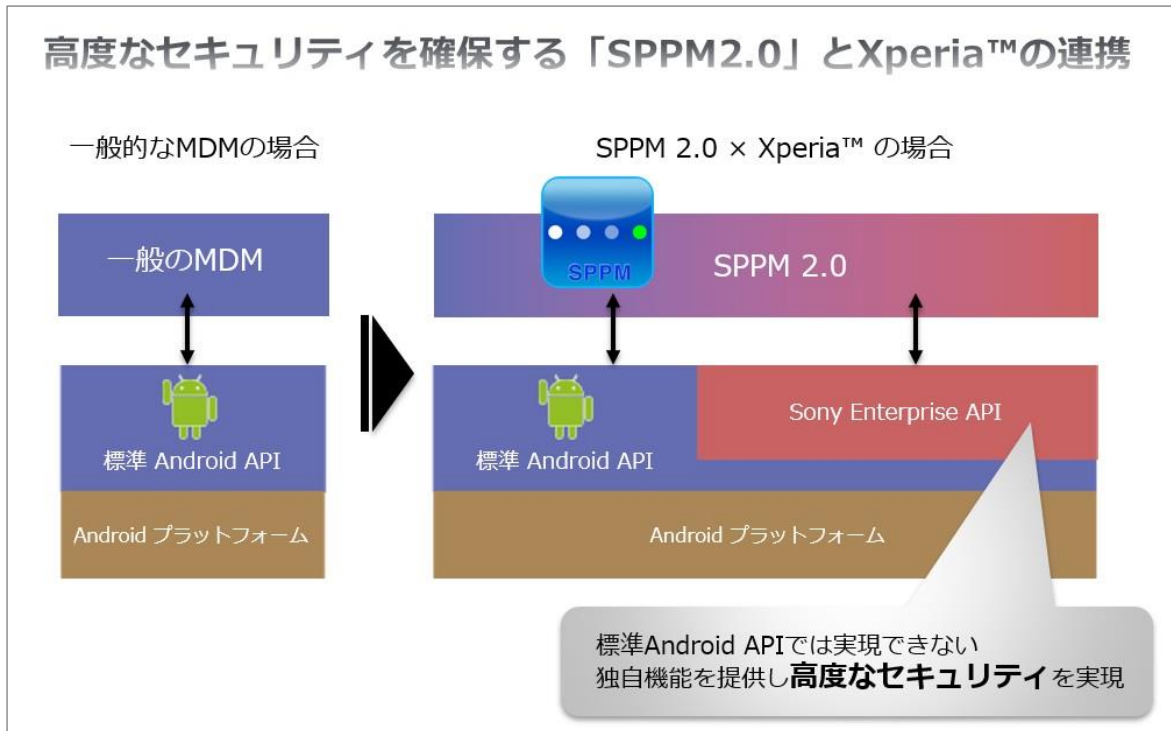 高度なセキュリティを確保する「SPPM2.0」とXperia™の連携
一般的なMDMの場合
一般のMDM
標準 Android API
Android プラットフォーム
SPPM 2.0 × Xperia™ の場合
SPPM
SPPM 2.0
標準 Android API
Sony Enterprise API
Android プラットフォーム
標準Android APIでは実現できない
独自機能を提供し高度なセキュリティを実現